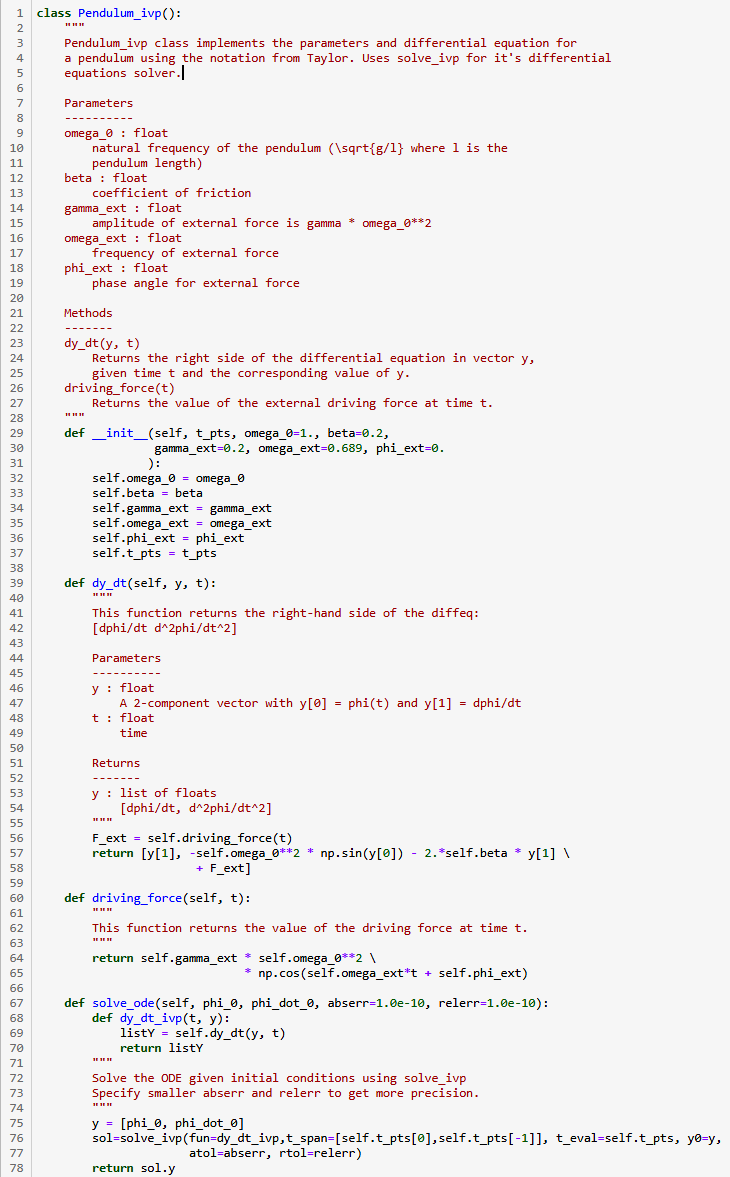 1 class Pendulum_ivp():
2     """
3     Pendulum_ivp class implements the parameters and differential equation for
4     a pendulum using the notation from Taylor. Uses solve_ivp for it's differential
5     equations solver.
6
7     Parameters
8     ----------
9     omega_0 : float
10         natural frequency of the pendulum (\sqrt{g/l} where l is the
11         pendulum length)
12     beta : float
13         coefficient of friction
14     gamma_ext : float
15         amplitude of external force is gamma * omega_0**2
16     omega_ext : float
17         frequency of external force
18     phi_ext : float
19         phase angle for external force
20
21     Methods
22     -------
23     dy_dt(y, t)
24         Returns the right side of the differential equation in vector y,
25         given time t and the corresponding value of y.
26     driving_force(t)
27         Returns the value of the external driving force at time t.
28     """
29     def __init__(self, t_pts, omega_0=1., beta=0.2,
30                  gamma_ext=0.2, omega_ext=0.689, phi_ext=0.
31                 ):
32         self.omega_0 = omega_0
33         self.beta = beta
34         self.gamma_ext = gamma_ext
35         self.omega_ext = omega_ext
36         self.phi_ext = phi_ext
37         self.t_pts = t_pts
38
39     def dy_dt(self, y, t):
40         """
41         This function returns the right-hand side of the diffeq:
42         [dphi/dt d^2phi/dt^2]
43
44         Parameters
45         ----------
46         y : float
47             A 2-component vector with y[0] = phi(t) and y[1] = dphi/dt
48         t : float
49             time
50
51         Returns
52         -------
53         y : list of floats
54             [dphi/dt, d^2phi/dt^2]
55         """
56         F_ext = self.driving_force(t)
57         return [y[1], -self.omega_0**2 * np.sin(y[0]) - 2.*self.beta * y[1] \
58                        + F_ext]
59
60     def driving_force(self, t):
61         """
62         This function returns the value of the driving force at time t.
63         """
64         return self.gamma_ext * self.omega_0**2 \
65                               * np.cos(self.omega_ext*t + self.phi_ext)
66
67     def solve_ode(self, phi_0, phi_dot_0, abserr=1.0e-10, relerr=1.0e-10):
68         def dy_dt_ivp(t, y):
69             listY = self.dy_dt(y, t)
70             return listY
71         """
72         Solve the ODE given initial conditions using solve_ivp
73         Specify smaller abserr and relerr to get more precision.
74         """
75         y = [phi_0, phi_dot_0]
76         sol=solve_ivp(fun=dy_dt_ivp,t_span=[self.t_pts[0],self.t_pts[-1]], t_eval=self.t_pts, y0=y,
77                       atol=abserr, rtol=relerr)
78         return sol.y